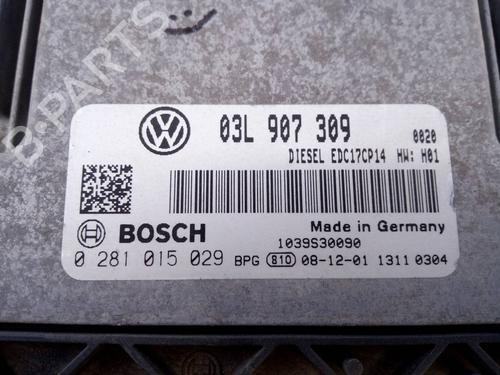 B-PARTS
03L 907 309
0020
DIESEL EDC17CP14 HW: H01
Made in Germany
BOSCH
1039S30090
0 281 015 029 BPG 810 08-12-01 1311 0304